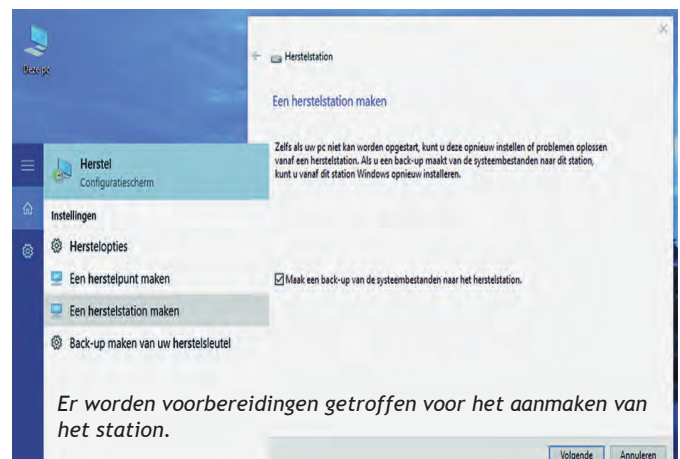 Deze pc
Herstelstation
Een herstelstation maken
Zelfs als uw pc niet kan worden opgestart, kunt u deze opnieuw instellen of problemen oplossen
vanaf een herstelstation. Als u een back-up maakt van de systeembestanden naar dit station,
kunt u vanaf dit station Windows opnieuw installeren.
Herstel
Configuratiescherm
Instellingen
Herstelopties
Een herstelpunt maken
Een herstelstation maken
Back-up maken van uw herstelsleutel
Maak een back-up van de systeembestanden naar het herstelstation.
Er worden voorbereidingen getroffen voor het aanmaken van
het station.
Volgende Annuleren